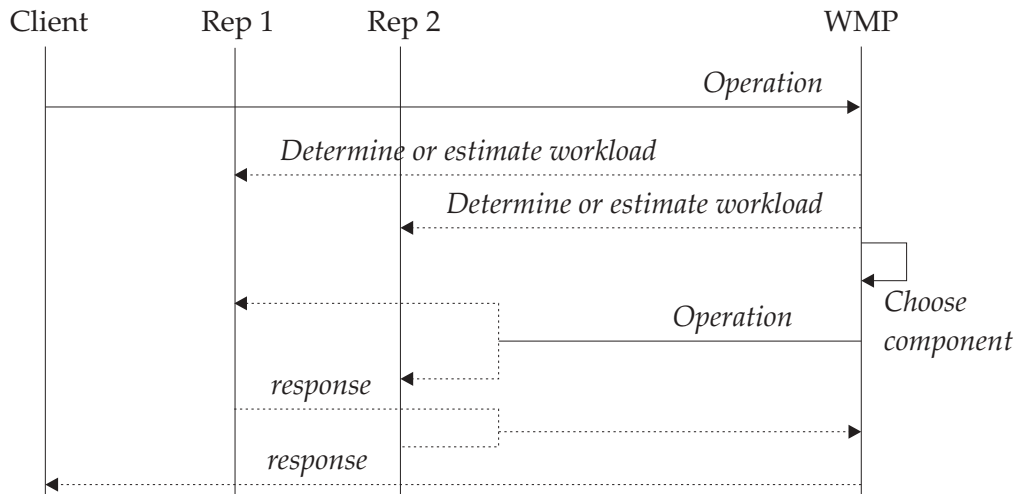 Client Rep 1 Rep 2 WMP
Operation
Determine or estimate workload
Determine or estimate workload
Choose
component
Operation
response
response